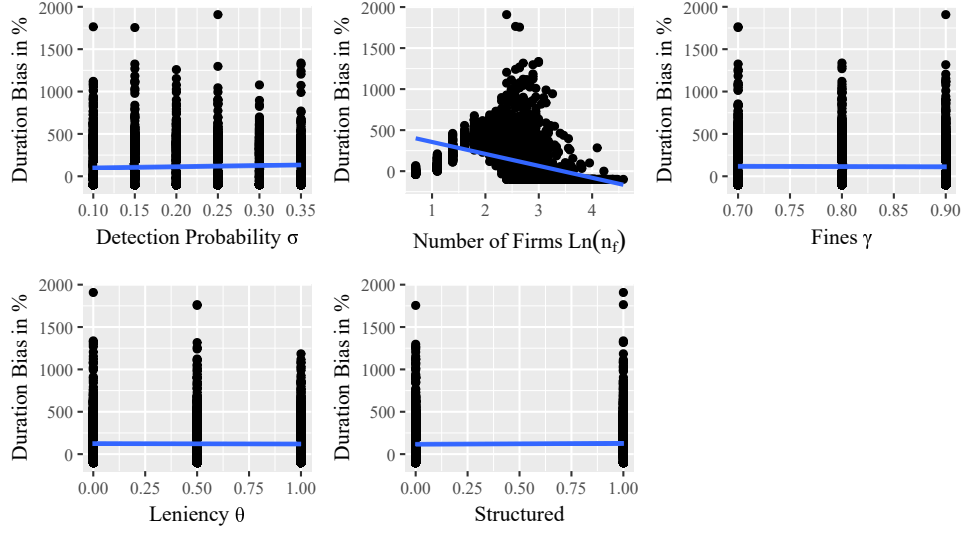 Duration Bias in %
2000
1500
1000
500
0
0.10 0.15 0.20 0.25 0.30 0.35
Detection Probability σ
Duration Bias in %
2000
1500
1000
500
0
1 2 3 4
Number of Firms Ln(n_f)
Duration Bias in %
2000
1500
1000
500
0
0.70 0.75 0.80 0.85 0.90
Fines γ
Duration Bias in %
2000
1500
1000
500
0
0.00 0.25 0.50 0.75 1.00
Leniency θ
Duration Bias in %
2000
1500
1000
500
0
0.00 0.25 0.50 0.75 1.00
Structured